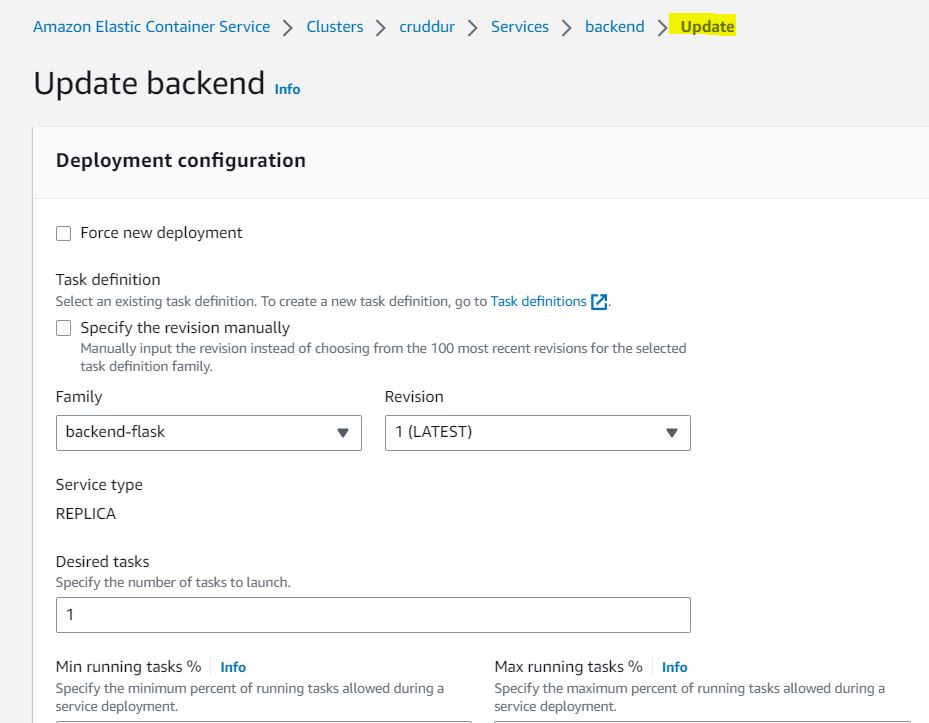 Amazon Elastic Container Service > Clusters > cruddur > Services > backend > Update
Update backend Info
Deployment configuration
Force new deployment
Task definition
Select an existing task definition. To create a new task definition, go to Task definitions.
Specify the revision manually
Manually input the revision instead of choosing from the 100 most recent revisions for the selected
task definition family.
Family Revision
backend-flask 1 (LATEST)
Service type
REPLICA
Desired tasks
Specify the number of tasks to launch.
1
Min running tasks % Info
Specify the minimum percent of running tasks allowed during a
service deployment.
Max running tasks % Info
Specify the maximum percent of running tasks allowed during a
service deployment.